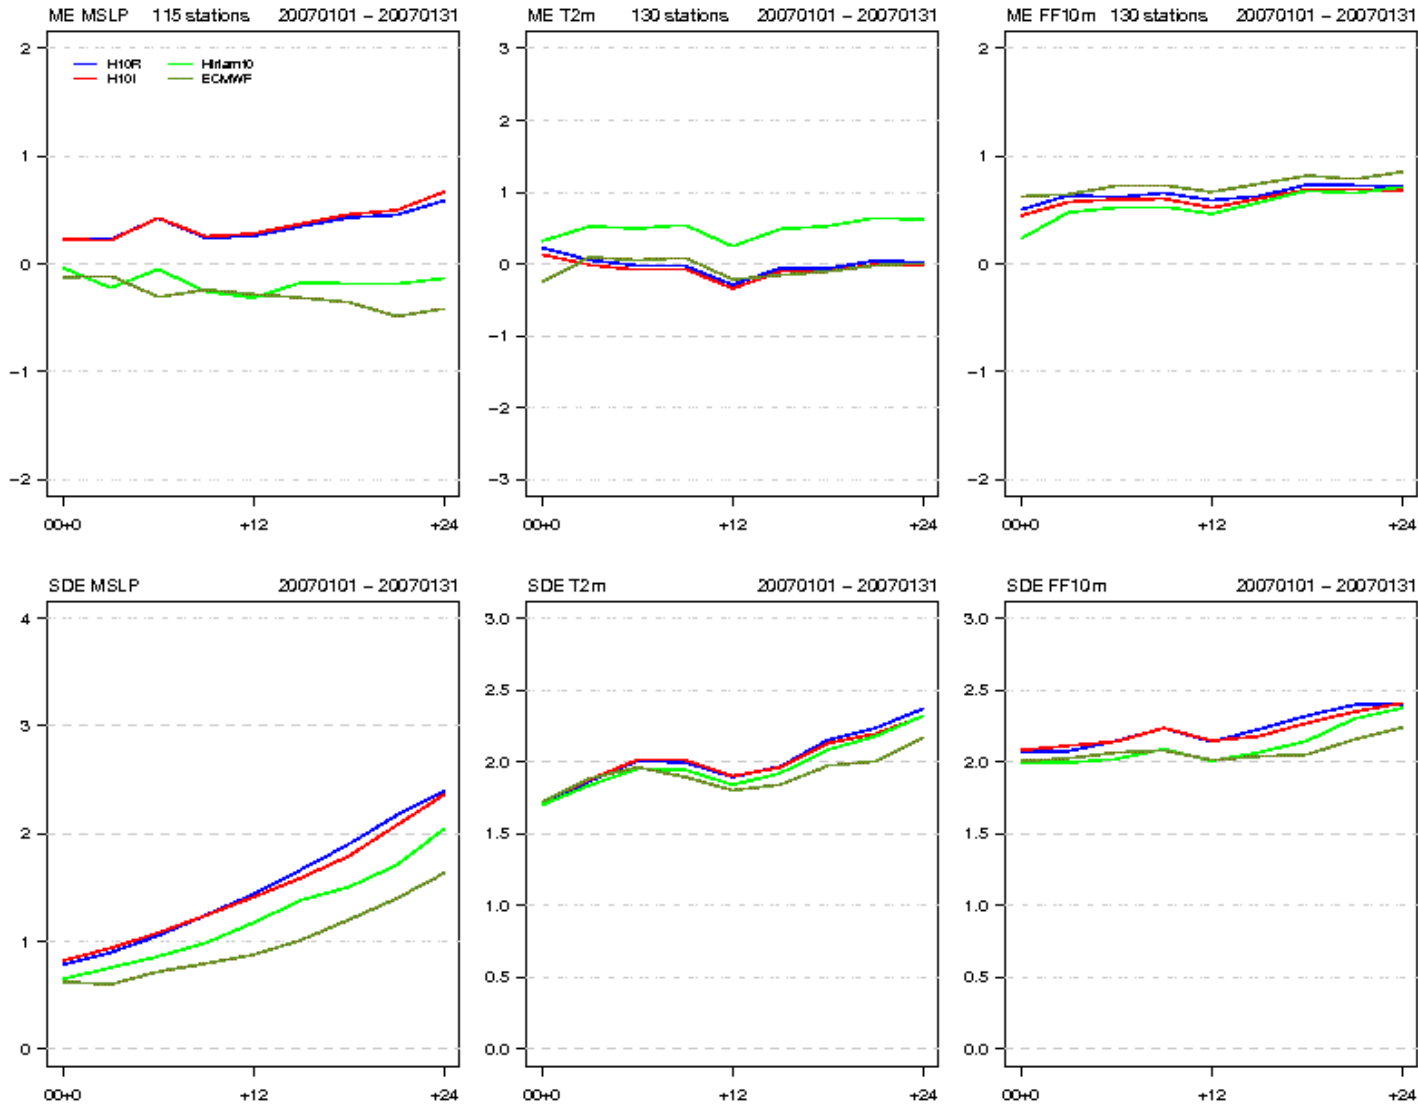 ME MSLP 115 stations 20070101 – 20070131
2
1
0
−1
−2
H10R Hirlam10
H10I ECMWF
00+0 +12 +24
ME T2m 130 stations 20070101 – 20070131
3
2
1
0
−1
−2
−3
00+0 +12 +24
ME FF10m 130 stations 20070101 – 20070131
2
1
0
−1
−2
00+0 +12 +24
SDE MSLP 20070101 – 20070131
4
3
2
1
0
00+0 +12 +24
SDE T2m 20070101 – 20070131
3.0
2.5
2.0
1.5
1.0
0.5
0.0
00+0 +12 +24
SDE FF10m 20070101 – 20070131
3.0
2.5
2.0
1.5
1.0
0.5
0.0
00+0 +12 +24